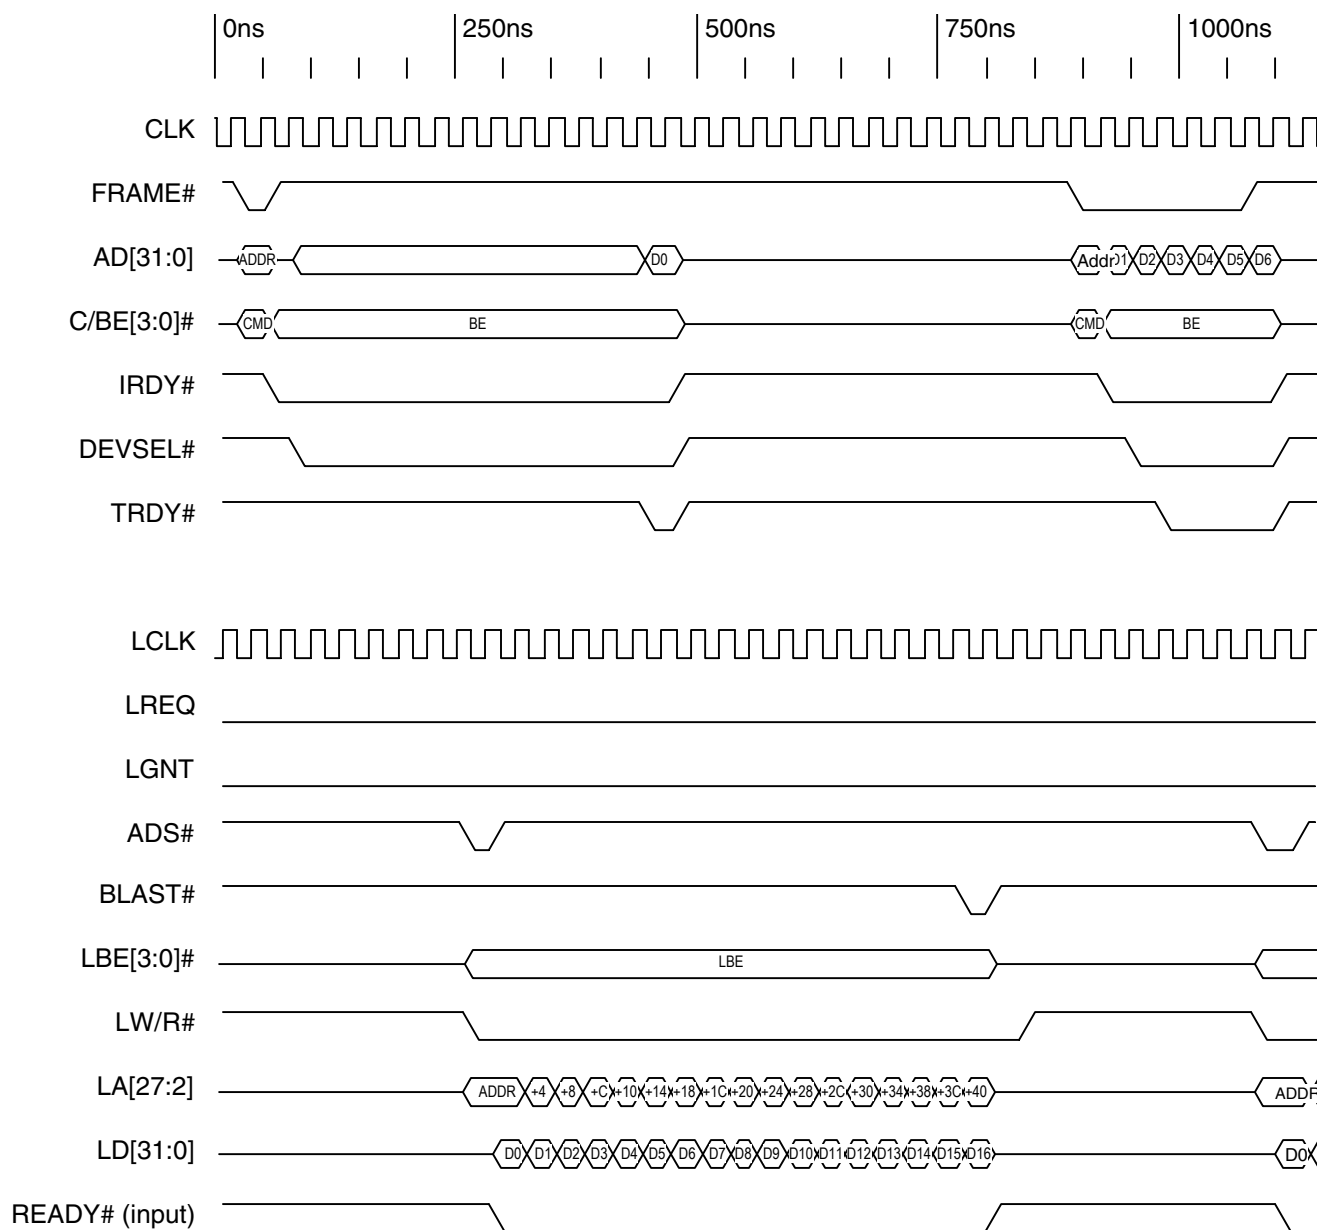 0ns 250ns 500ns 750ns 1000ns
CLK
FRAME#
AD[31:0] ADDR D0 Addr D1 D2 D3 D4 D5 D6
C/BE[3:0]# CMD BE CMD BE
IRDY#
DEVSEL#
TRDY#
LCLK
LREQ
LGNT
ADS#
BLAST#
LBE[3:0]# LBE
LW/R#
LA[27:2] ADDR +4 +8 +C +10 +14 +18 +1C +20 +24 +28 +2C +30 +34 +38 +3C +40 ADDR
LD[31:0] D0 D1 D2 D3 D4 D5 D6 D7 D8 D9 D10 D11 D12 D13 D14 D15 D16 D0
READY# (input)